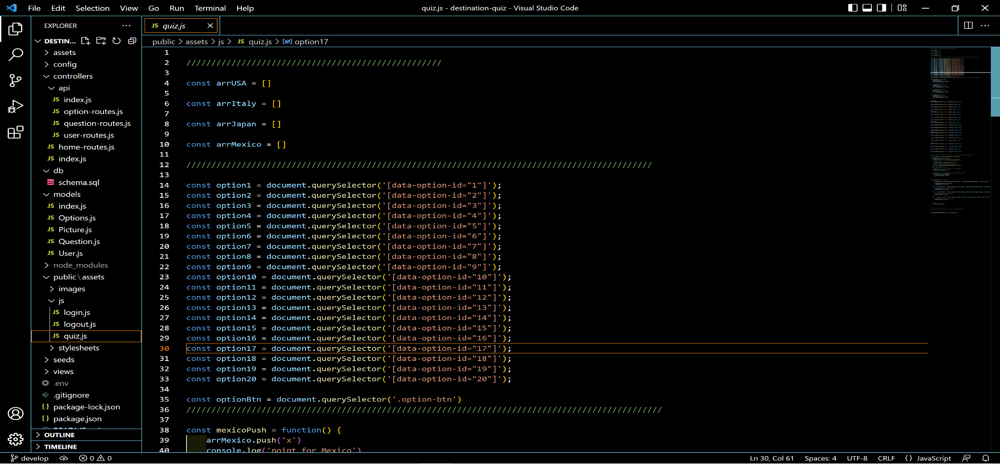 File Edit Selection View Go Run Terminal Help
quiz.js - destination-quiz - Visual Studio Code
EXPLORER
DESTIN...
assets
config
controllers
api
JS index.js
JS option-routes.js
JS question-routes.js
JS user-routes.js
JS home-routes.js
JS index.js
db
schema.sql
models
JS index.js
JS Options.js
JS Picture.js
JS Question.js
JS User.js
node_modules
public\assets
images
js
JS login.js
JS logout.js
JS quiz.js
stylesheets
seeds
views
.env
.gitignore
{} package-lock.json
{} package.json
OUTLINE
TIMELINE
JS quiz.js
public > assets > js > JS quiz.js > option17
1
2 ///////////////////////////////////////////////////
3
4 const arrUSA = []
5
6 const arrItaly = []
7
8 const arrJapan = []
9
10 const arrMexico = []
11
12 /////////////////////////////////////////////////////////////////////////////////////////////
13
14 const option1 = document.querySelector('[data-option-id="1"]');
15 const option2 = document.querySelector('[data-option-id="2"]');
16 const option3 = document.querySelector('[data-option-id="3"]');
17 const option4 = document.querySelector('[data-option-id="4"]');
18 const option5 = document.querySelector('[data-option-id="5"]');
19 const option6 = document.querySelector('[data-option-id="6"]');
20 const option7 = document.querySelector('[data-option-id="7"]');
21 const option8 = document.querySelector('[data-option-id="8"]');
22 const option9 = document.querySelector('[data-option-id="9"]');
23 const option10 = document.querySelector('[data-option-id="10"]');
24 const option11 = document.querySelector('[data-option-id="11"]');
25 const option12 = document.querySelector('[data-option-id="12"]');
26 const option13 = document.querySelector('[data-option-id="13"]');
27 const option14 = document.querySelector('[data-option-id="14"]');
28 const option15 = document.querySelector('[data-option-id="15"]');
29 const option16 = document.querySelector('[data-option-id="16"]');
30 const option17 = document.querySelector('[data-option-id="17"]');
31 const option18 = document.querySelector('[data-option-id="18"]');
32 const option19 = document.querySelector('[data-option-id="19"]');
33 const option20 = document.querySelector('[data-option-id="20"]');
34
35 const optionBtn = document.querySelector('.option-btn')
36 ///////////////////////////////////////////////////////////////////////////////////////////////
37
38 const mexicoPush = function() {
39 arrMexico.push('x')
40 console.log('point for Mexico')
develop 0 0
Ln 30, Col 61 Spaces: 4 UTF-8 CRLF {} JavaScript